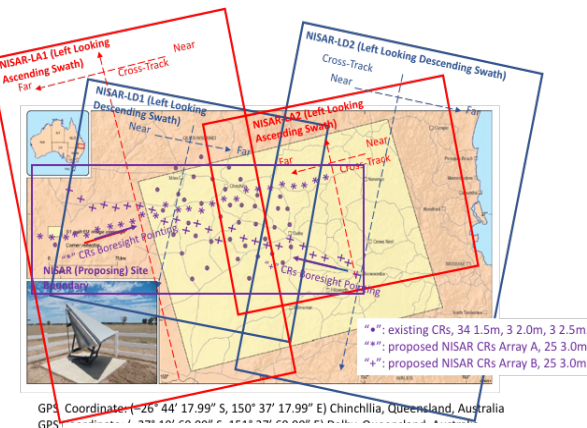 NISAR-LA1 (Left Looking
Ascending Swath)
Near
Far
Cross-Track
NISAR-LD2 (Left Looking Descending Swath)
Cross-Track
Near
Far
NISAR-LD1 (Left Looking
Descending Swath)
Near
Far
NISAR-LA2 (Left Looking
Ascending Swath)
Near
Far
Cross-Track
Chinchilla
"*" CRs Boresight Pointing
"+" CRs Boresight Pointing
NISAR (Proposing) Site
Boundary
"•": existing CRs, 34 1.5m, 3 2.0m, 3 2.5m
"*": proposed NISAR CRs Array A, 25 3.0m
"+": proposed NISAR CRs Array B, 25 3.0m
GPS Coordinate: (−26° 44’ 17.99” S, 150° 37’ 17.99” E) Chinchllia, Queensland, Australia